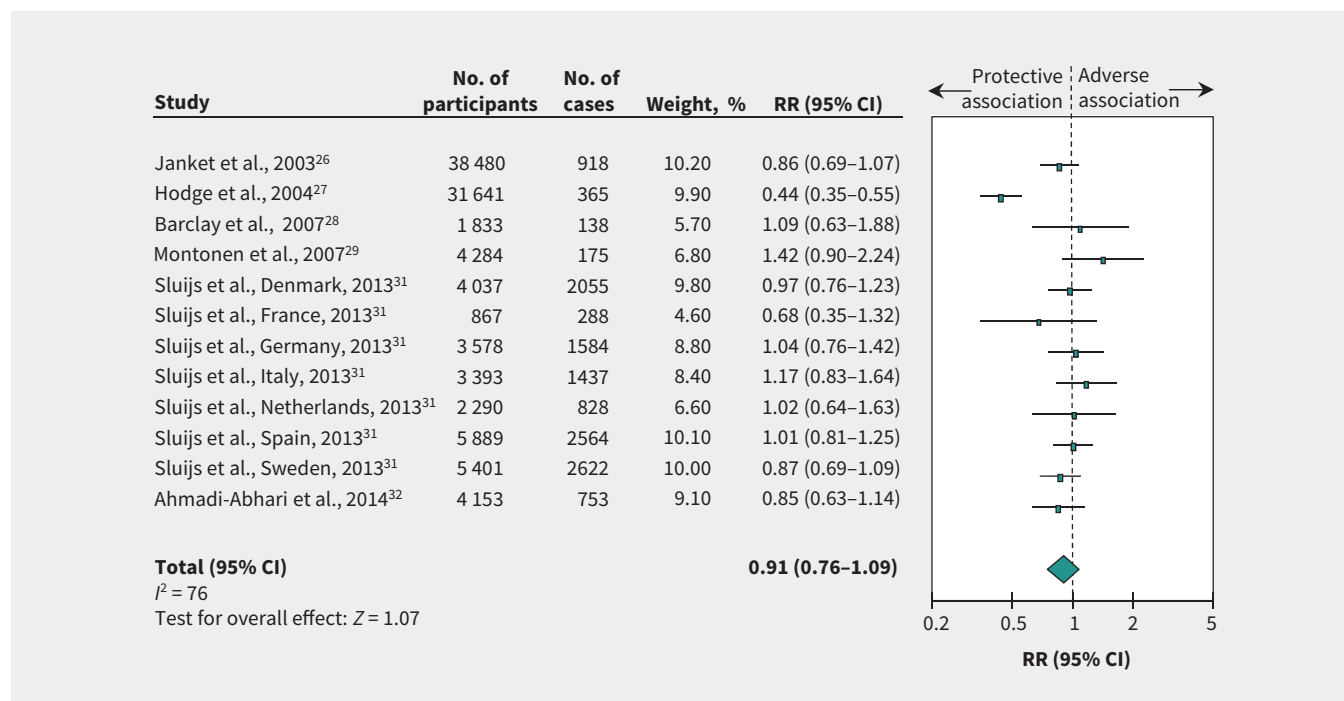 Study No. of participants No. of cases Weight, % RR (95% CI)
Protective association Adverse association
Janket et al., 2003²⁶ 38 480 918 10.20 0.86 (0.69–1.07)
Hodge et al., 2004²⁷ 31 641 365 9.90 0.44 (0.35–0.55)
Barclay et al., 2007²⁸ 1 833 138 5.70 1.09 (0.63–1.88)
Montonen et al., 2007²⁹ 4 284 175 6.80 1.42 (0.90–2.24)
Sluijs et al., Denmark, 2013³¹ 4 037 2055 9.80 0.97 (0.76–1.23)
Sluijs et al., France, 2013³¹ 867 288 4.60 0.68 (0.35–1.32)
Sluijs et al., Germany, 2013³¹ 3 578 1584 8.80 1.04 (0.76–1.42)
Sluijs et al., Italy, 2013³¹ 3 393 1437 8.40 1.17 (0.83–1.64)
Sluijs et al., Netherlands, 2013³¹ 2 290 828 6.60 1.02 (0.64–1.63)
Sluijs et al., Spain, 2013³¹ 5 889 2564 10.10 1.01 (0.81–1.25)
Sluijs et al., Sweden, 2013³¹ 5 401 2622 10.00 0.87 (0.69–1.09)
Ahmadi-Abhari et al., 2014³² 4 153 753 9.10 0.85 (0.63–1.14)
Total (95% CI) 0.91 (0.76–1.09)
I² = 76
Test for overall effect: Z = 1.07
0.2 0.5 1 2 5
RR (95% CI)